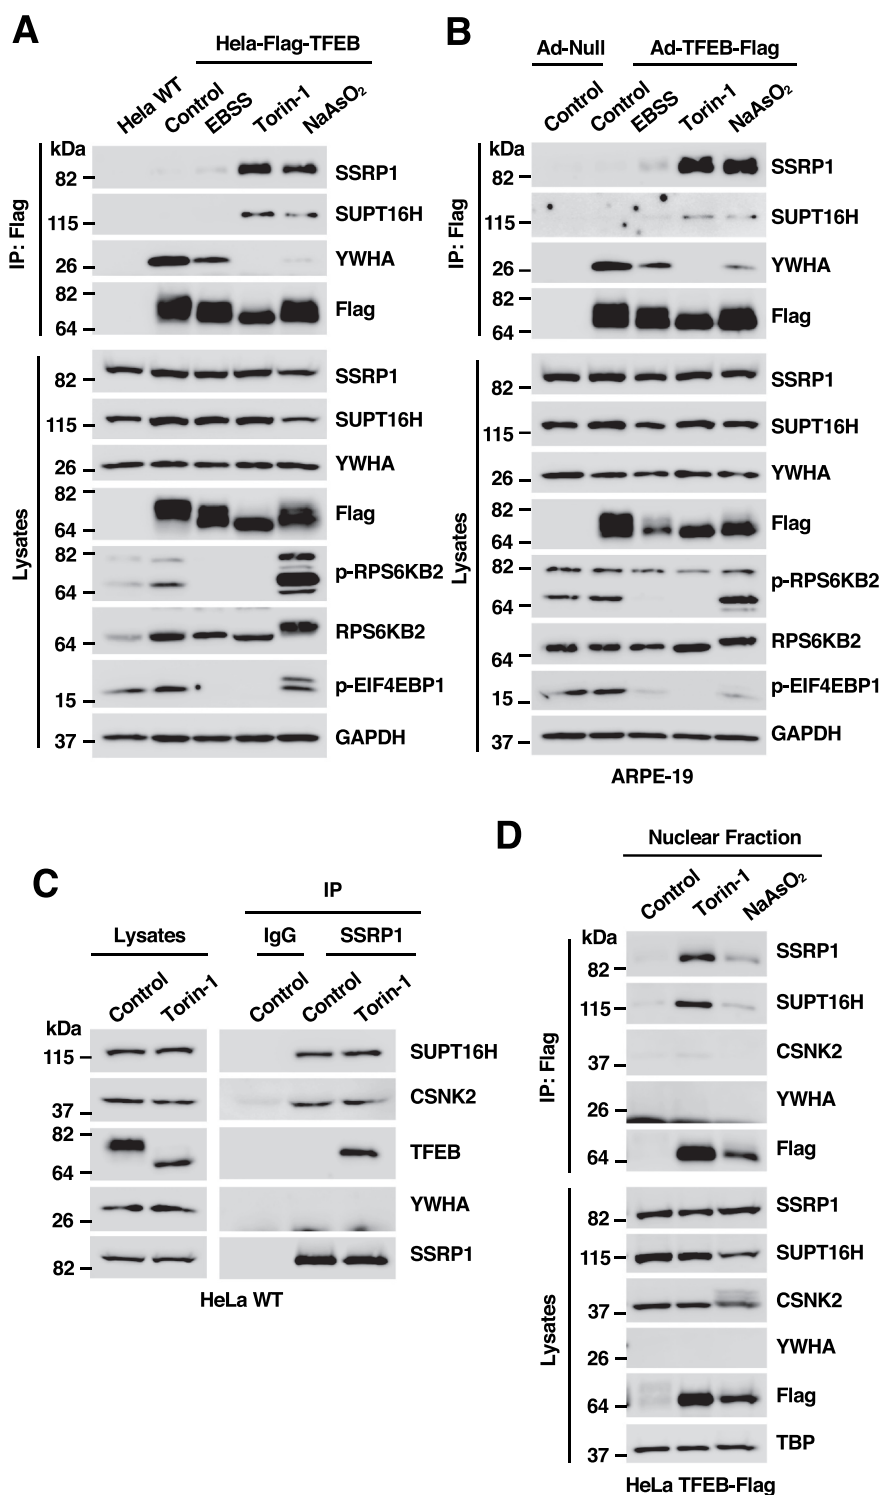 A
Hela-Flag-TFEB
Hela WT
Control
EBSS
Torin-1
NaAsO₂
kDa
IP: Flag
82
SSRP1
115
SUPT16H
26
YWHA
82
Flag
64
Lysates
82
SSRP1
115
SUPT16H
26
YWHA
82
Flag
64
82
p-RPS6KB2
64
RPS6KB2
64
p-EIF4EBP1
15
37
GAPDH
B
Ad-Null
Ad-TFEB-Flag
Control
Control
EBSS
Torin-1
NaAsO₂
kDa
IP: Flag
82
SSRP1
115
SUPT16H
26
YWHA
82
Flag
64
Lysates
82
SSRP1
115
SUPT16H
26
YWHA
82
Flag
64
82
p-RPS6KB2
64
RPS6KB2
64
p-EIF4EBP1
15
37
GAPDH
ARPE-19
C
IP
Lysates
IgG
SSRP1
Control
Torin-1
Control
Control
Torin-1
kDa
115
SUPT16H
37
CSNK2
82
TFEB
64
YWHA
26
82
SSRP1
HeLa WT
D
Nuclear Fraction
Control
Torin-1
NaAsO₂
kDa
IP: Flag
82
SSRP1
115
SUPT16H
37
CSNK2
26
YWHA
64
Flag
Lysates
82
SSRP1
115
SUPT16H
37
CSNK2
26
YWHA
64
Flag
37
TBP
HeLa TFEB-Flag